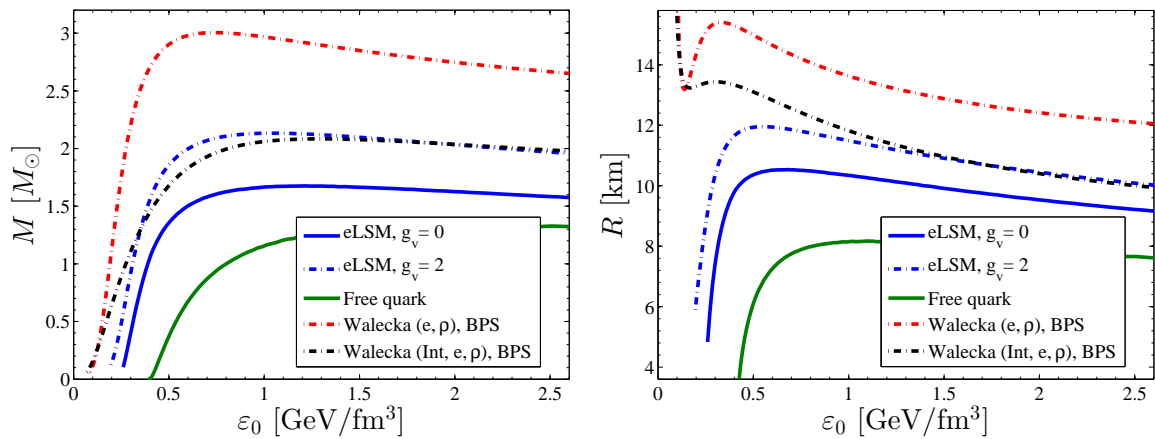 M [M⊙]
3
2.5
2
1.5
1
0.5
0
0.5
1
1.5
2
2.5
ε₀ [GeV/fm³]
eLSM, gᵥ= 0
eLSM, gᵥ= 2
Free quark
Walecka (e, ρ), BPS
Walecka (Int, e, ρ), BPS
R [km]
14
12
10
8
6
4
0.5
1
1.5
2
2.5
ε₀ [GeV/fm³]
eLSM, gᵥ= 0
eLSM, gᵥ= 2
Free quark
Walecka (e, ρ), BPS
Walecka (Int, e, ρ), BPS